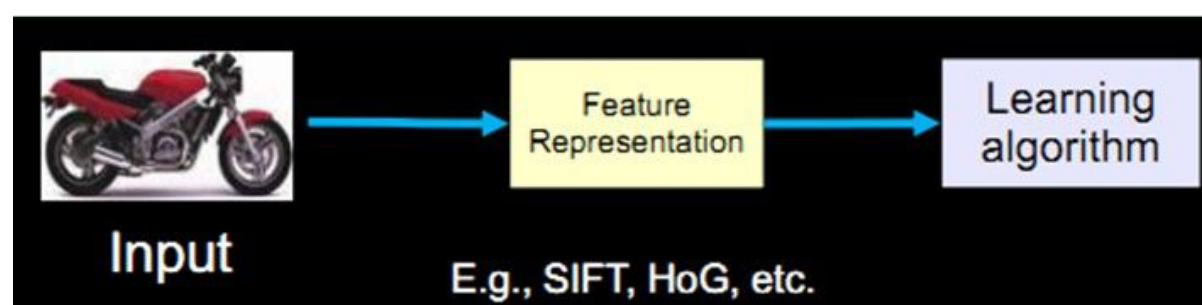 Feature
Representation
Learning
algorithm
Input
E.g., SIFT, HoG, etc.